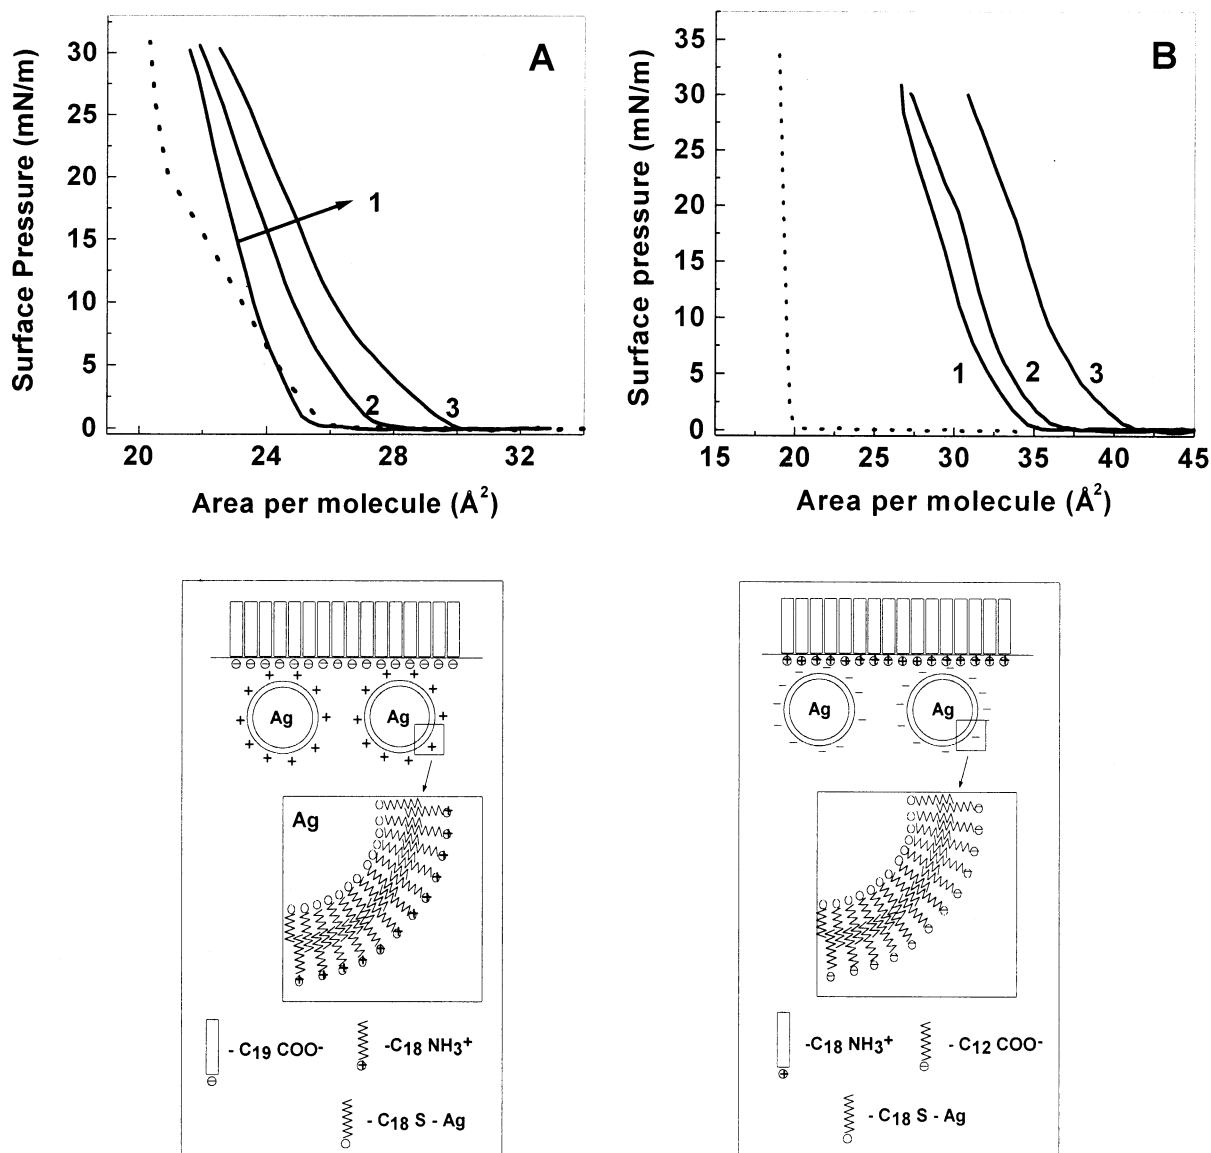 A
Surface Pressure (mN/m)
30
25
20
15
10
5
0
1
2
3
20 24 28 32
Area per molecule (Å2)
B
Surface pressure (mN/m)
35
30
25
20
15
10
5
0
1
2
3
15 20 25 30 35 40 45
Area per molecule (Å2)
⊖ ⊖ ⊖ ⊖ ⊖ ⊖ ⊖ ⊖ ⊖ ⊖ ⊖ ⊖ ⊖ ⊖ ⊖ ⊖
Ag Ag
Ag
- C19 COO- -C18 NH3+
- C18 S - Ag
Ag Ag
-C18 NH3+ - C12 COO-
- C18 S - Ag